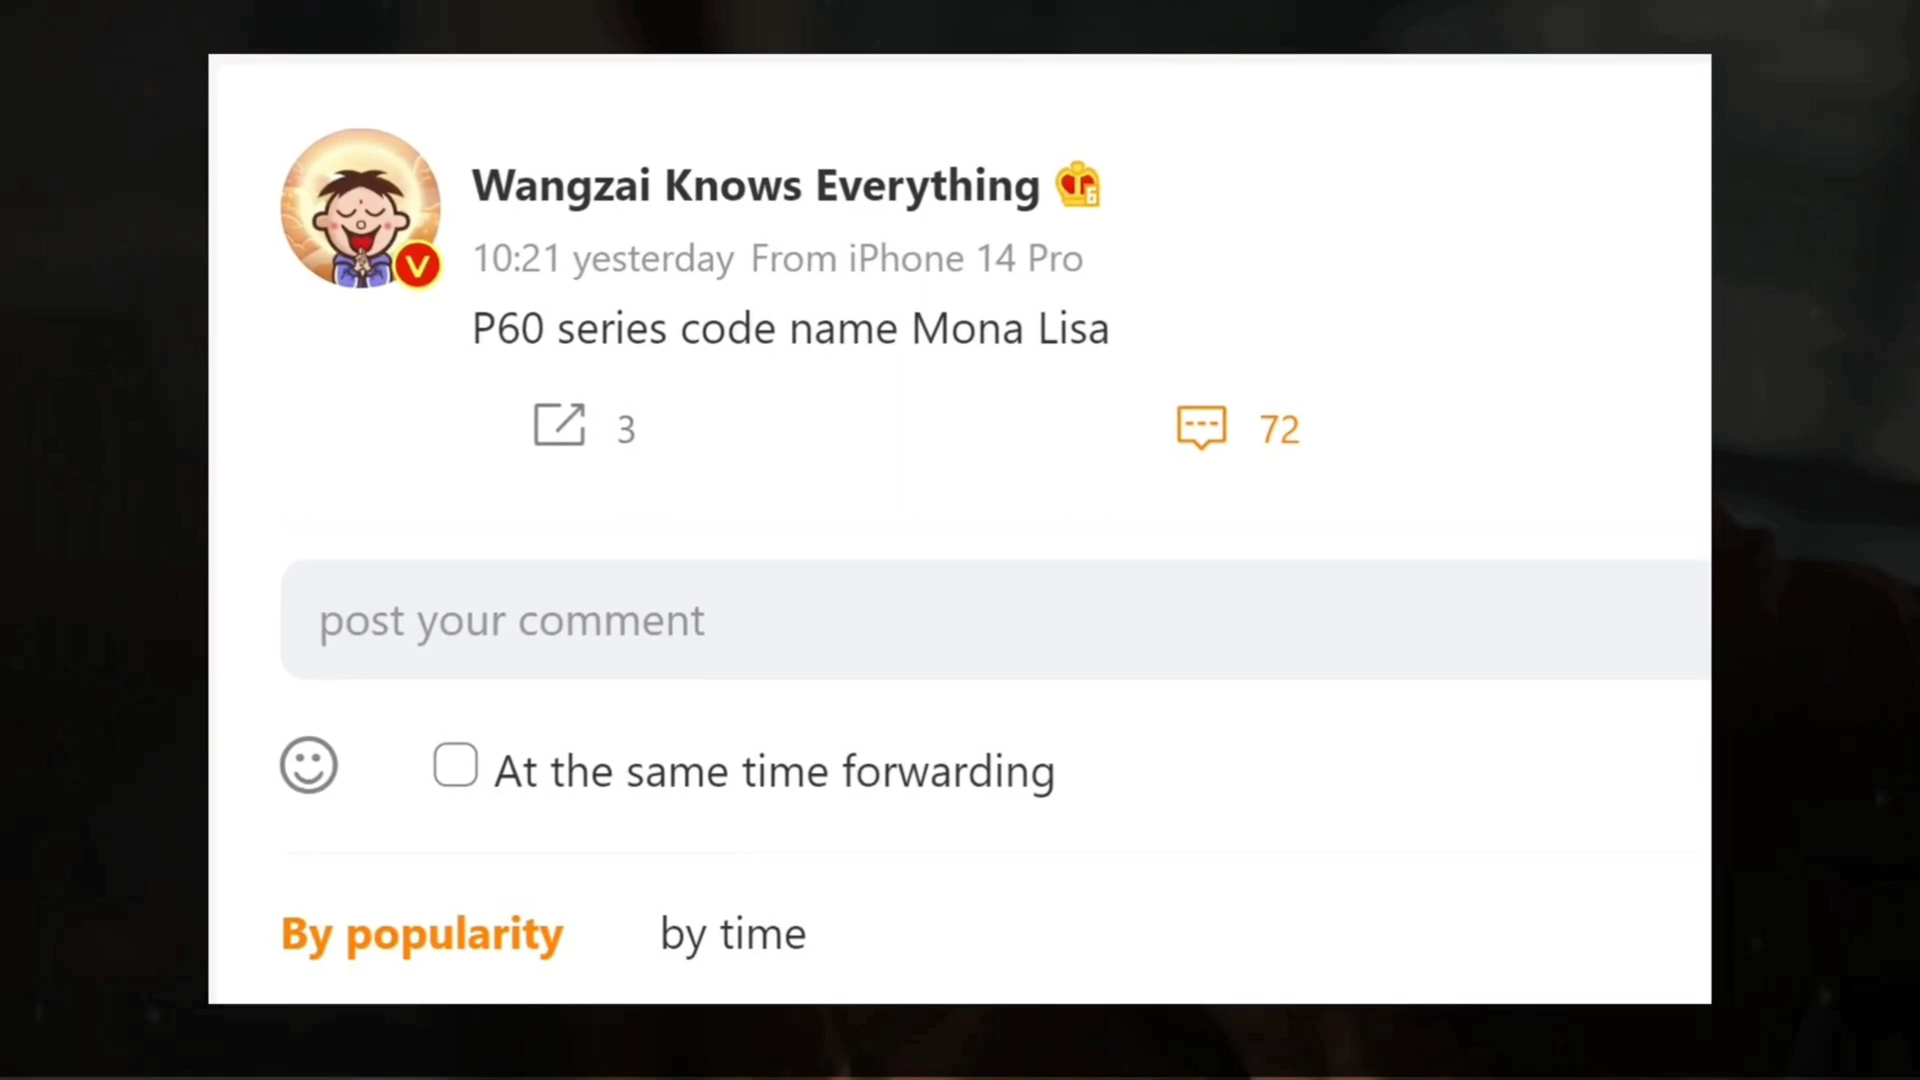 Wangzai Knows Everything
10:21 yesterday From iPhone 14 Pro
P60 series code name Mona Lisa
3
72
post your comment
At the same time forwarding
By popularity by time